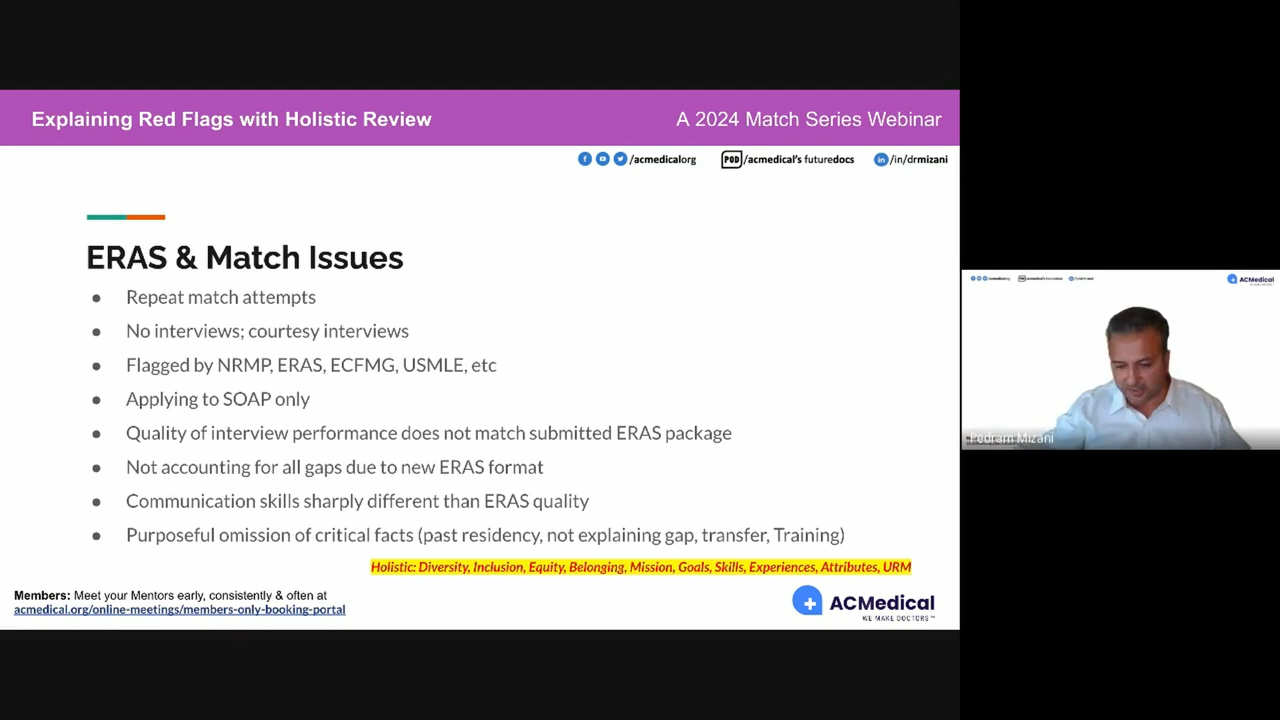 Explaining Red Flags with Holistic Review
A 2024 Match Series Webinar
/acmedicalorg
POD /acmedical's futuredocs
in /in/drmizani
ERAS & Match Issues
● Repeat match attempts
● No interviews; courtesy interviews
● Flagged by NRMP, ERAS, ECFMG, USMLE, etc
● Applying to SOAP only
● Quality of interview performance does not match submitted ERAS package
● Not accounting for all gaps due to new ERAS format
● Communication skills sharply different than ERAS quality
● Purposeful omission of critical facts (past residency, not explaining gap, transfer, Training)
Holistic: Diversity, Inclusion, Equity, Belonging, Mission, Goals, Skills, Experiences, Attributes, URM
Members: Meet your Mentors early, consistently & often at
acmedical.org/online-meetings/members-only-booking-portal
ACMedical
WE MAKE DOCTORS™
ACMedical
Pedram Mizani